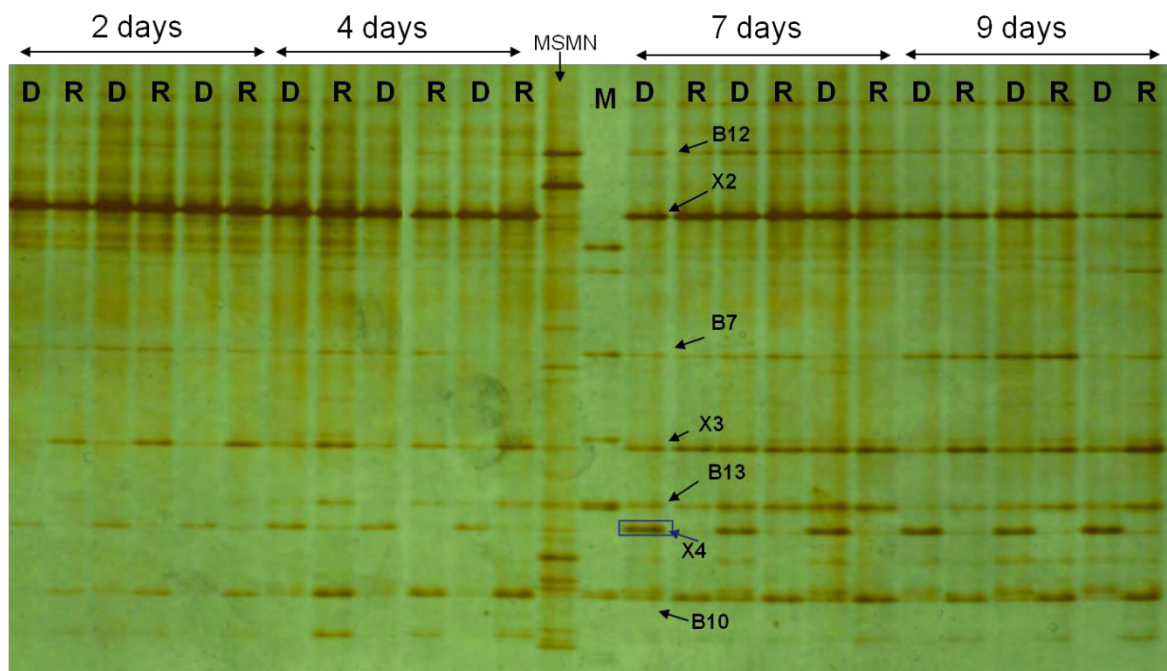 2 days 4 days MSMN 7 days 9 days
D R D R D R D R D R D R M D R D R D R D R D R D R
B12
X2
B7
X3
B13
X4
B10